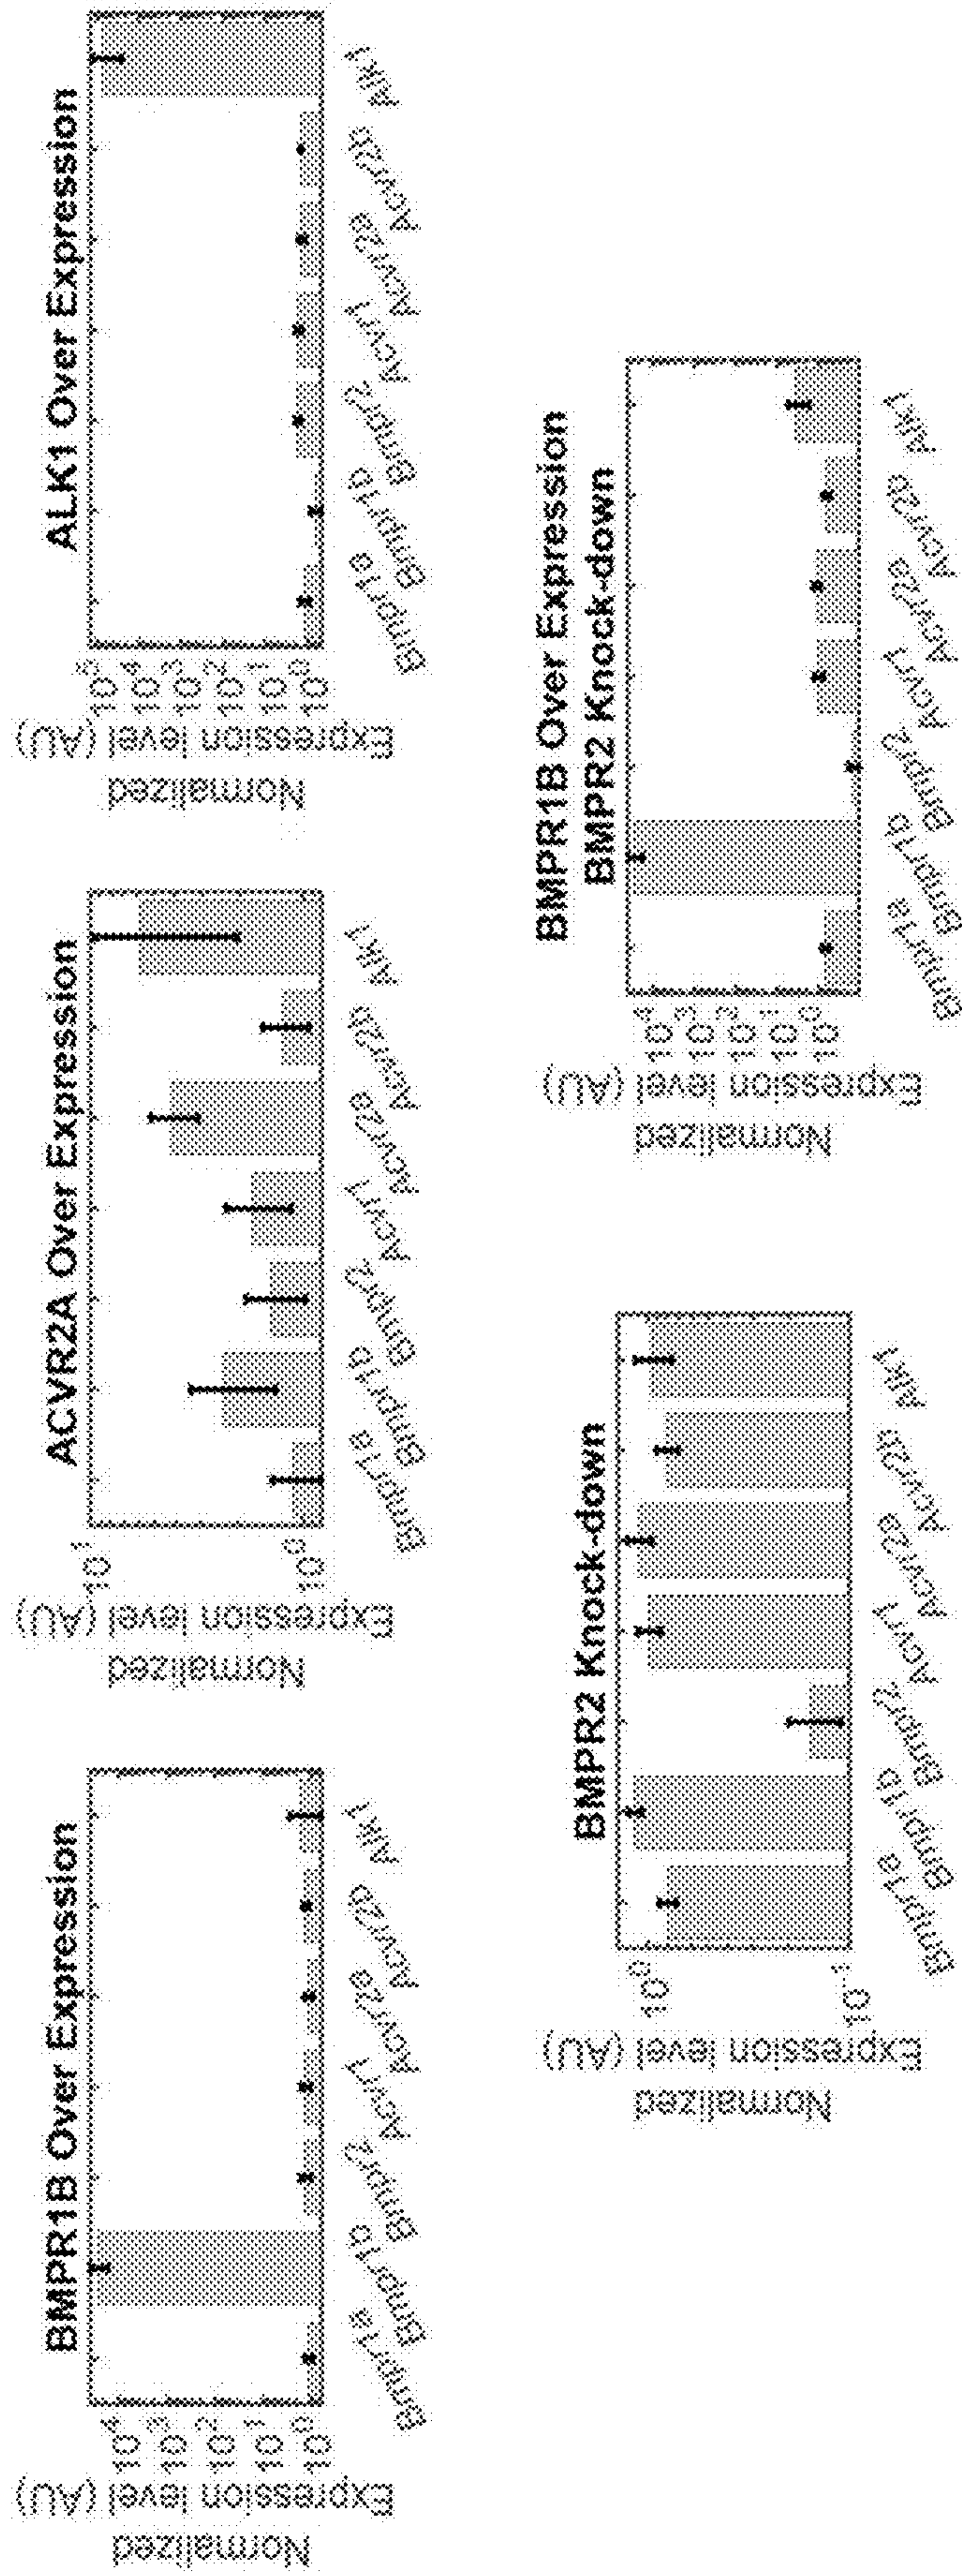 BMPR1B Over Expression
Normalized
Expression level (AU)
10^4
10^3
10^2
10^1
10^0
Bmpr1a
Bmpr1b
Bmpr2
Acvr1
Acvr2a
Acvr2b
Alk1
ACVR2A Over Expression
Normalized
Expression level (AU)
10^1
10^0
Bmpr1a
Bmpr1b
Bmpr2
Acvr1
Acvr2a
Acvr2b
Alk1
ALK1 Over Expression
Normalized
Expression level (AU)
10^5
10^4
10^3
10^2
10^1
10^0
Bmpr1a
Bmpr1b
Bmpr2
Acvr1
Acvr2a
Acvr2b
Alk1
BMPR2 Knock-down
Normalized
Expression level (AU)
10^0
10^-1
Bmpr1a
Bmpr1b
Bmpr2
Acvr1
Acvr2a
Acvr2b
Alk1
BMPR1B Over Expression
BMPR2 Knock-down
Normalized
Expression level (AU)
10^4
10^3
10^2
10^1
10^0
Bmpr1a
Bmpr1b
Bmpr2
Acvr1
Acvr2a
Acvr2b
Alk1